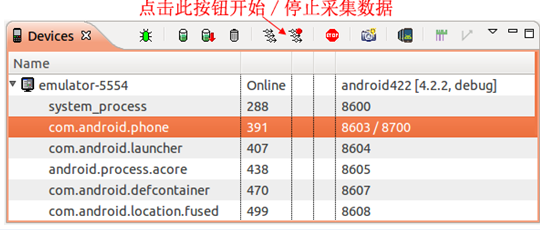 点击此按钮开始/停止采集数据
Devices
Name
emulator-5554 Online android422 [4.2.2, debug]
system_process 288 8600
com.android.phone 391 8603 / 8700
com.android.launcher 407 8604
android.process.acore 438 8605
com.android.defcontainer 470 8607
com.android.location.fused 499 8608